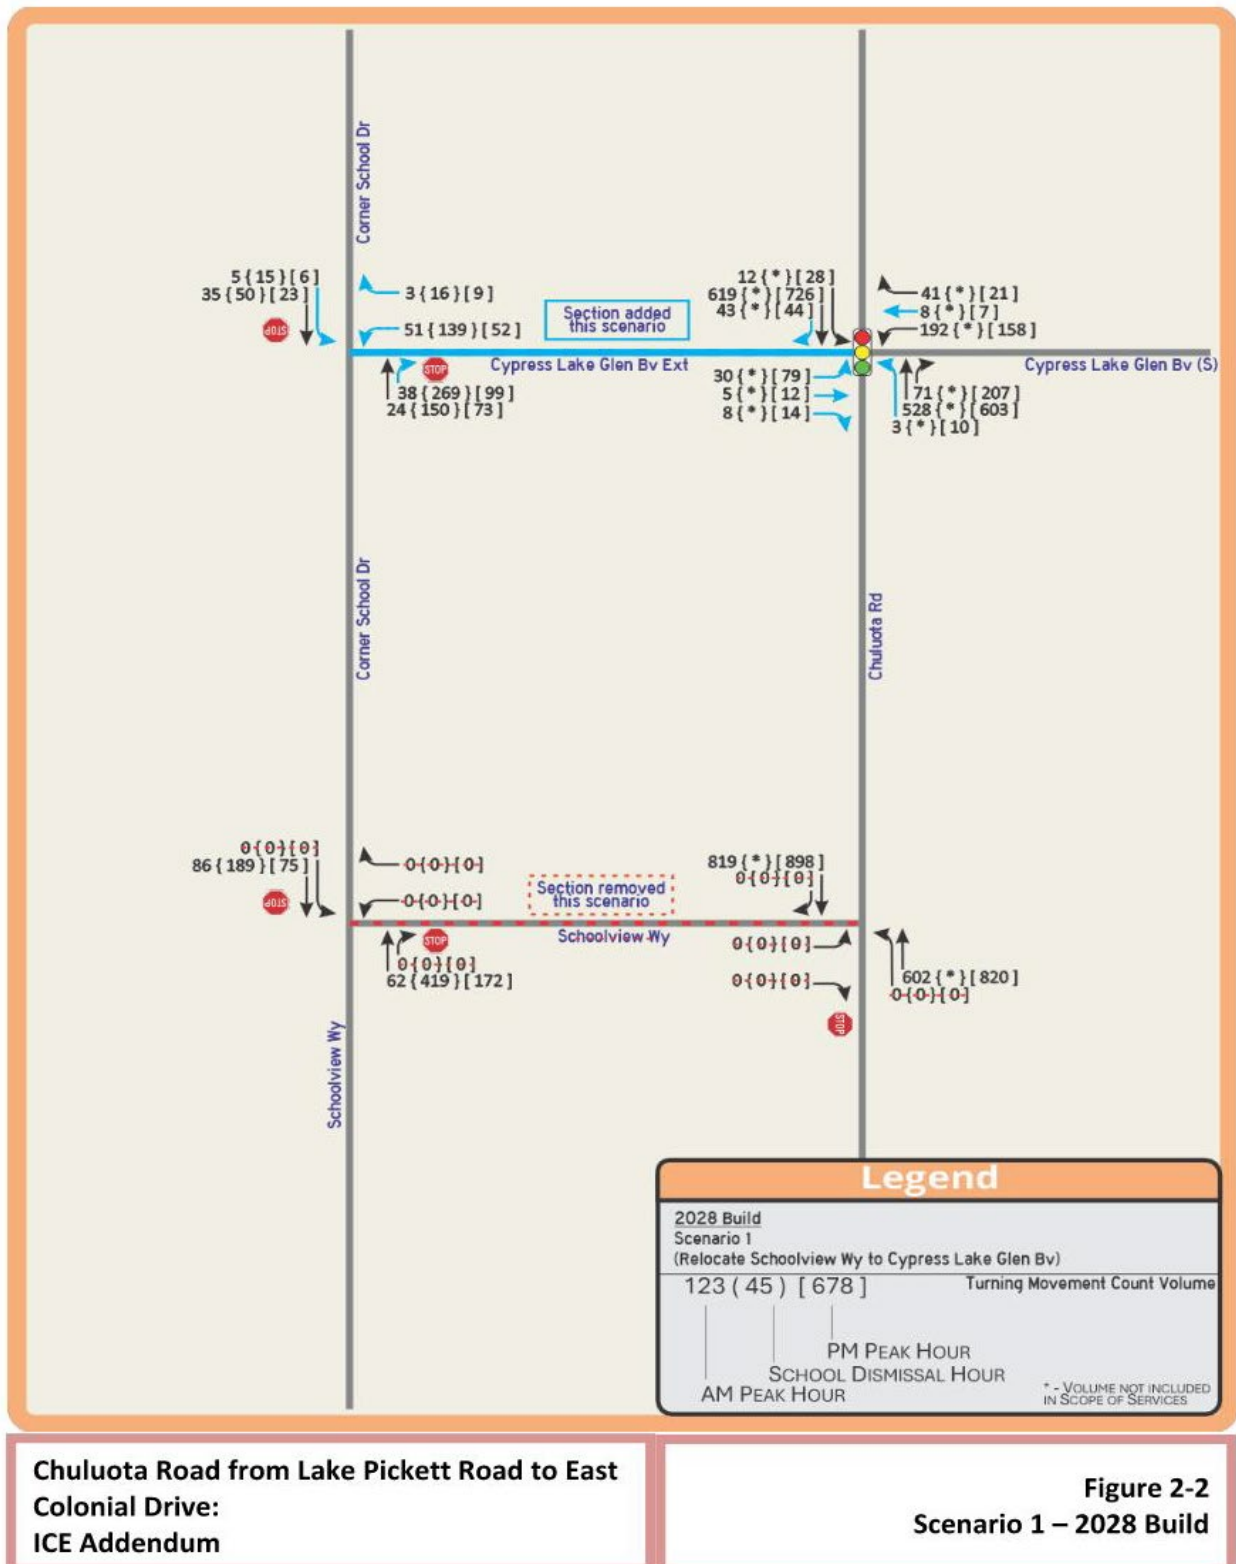 Corner School Dr
5 { 15 } [ 6 ]
35 { 50 } [ 23 ]
STOP
3 { 16 } [ 9 ]
51 { 139 } [ 52 ]
Section added
this scenario
12 { * } [ 28 ]
619 { * } [ 726 ]
43 { * } [ 44 ]
41 { * } [ 21 ]
8 { * } [ 7 ]
192 { * } [ 158 ]
STOP
Cypress Lake Glen Bv Ext
Cypress Lake Glen Bv (S)
38 { 269 } [ 99 ]
24 { 150 } [ 73 ]
30 { * } [ 79 ]
5 { * } [ 12 ]
8 { * } [ 14 ]
71 { * } [ 207 ]
528 { * } [ 603 ]
3 { * } [ 10 ]
Corner School Dr
Chuluota Rd
0 { 0 } [ 0 ]
86 { 189 } [ 75 ]
STOP
0 { 0 } [ 0 ]
0 { 0 } [ 0 ]
Section removed
this scenario
819 { * } [ 898 ]
0 { 0 } [ 0 ]
STOP
Schoolview Wy
0 { 0 } [ 0 ]
62 { 419 } [ 172 ]
0 { 0 } [ 0 ]
0 { 0 } [ 0 ]
STOP
602 { * } [ 820 ]
0 { 0 } [ 0 ]
Schoolview Wy
Legend
2028 Build
Scenario 1
(Relocate Schoolview Wy to Cypress Lake Glen Bv)
123 ( 45 ) [ 678 ]
Turning Movement Count Volume
PM PEAK HOUR
SCHOOL DISMISSAL HOUR
AM PEAK HOUR
* - VOLUME NOT INCLUDED
IN SCOPE OF SERVICES
Chuluota Road from Lake Pickett Road to East
Colonial Drive:
ICE Addendum
Figure 2-2
Scenario 1 – 2028 Build